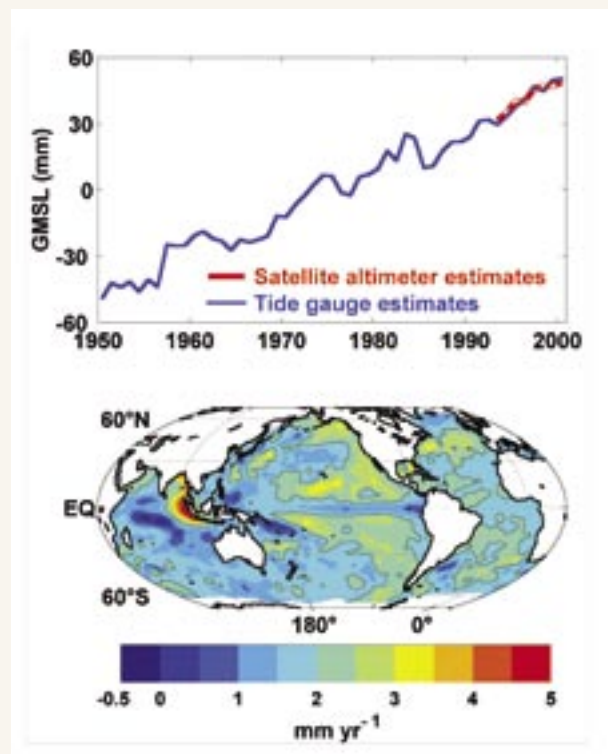 60
30
0
-30
-60
GMSL (mm)
Satellite altimeter estimates
Tide gauge estimates
1950 1960 1970 1980 1990 2000
60°N
EQ
60°S
180° 0°
-0.5 0 1 2 3 4 5
mm yr⁻¹